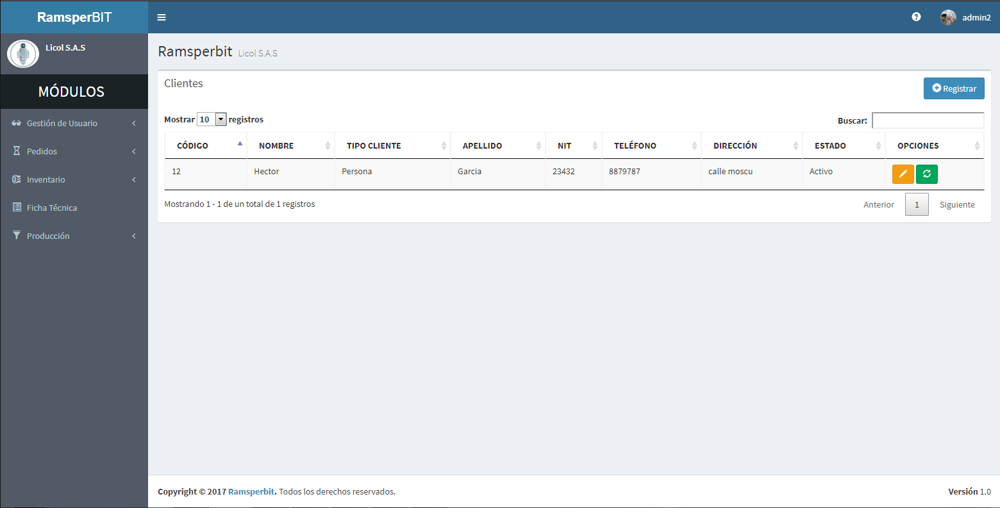 RamsperBIT
admin2
Licol S.A.S
MÓDULOS
Gestión de Usuario
Pedidos
Inventario
Ficha Técnica
Producción
Ramsperbit Licol S.A.S
Clientes
Registrar
Mostrar 10 registros
Buscar:
CÓDIGO NOMBRE TIPO CLIENTE APELLIDO NIT TELÉFONO DIRECCIÓN ESTADO OPCIONES
12 Hector Persona Garcia 23432 8879787 calle moscu Activo
Mostrando 1 - 1 de un total de 1 registros
Anterior 1 Siguiente
Copyright © 2017 Ramsperbit. Todos los derechos reservados.
Versión 1.0